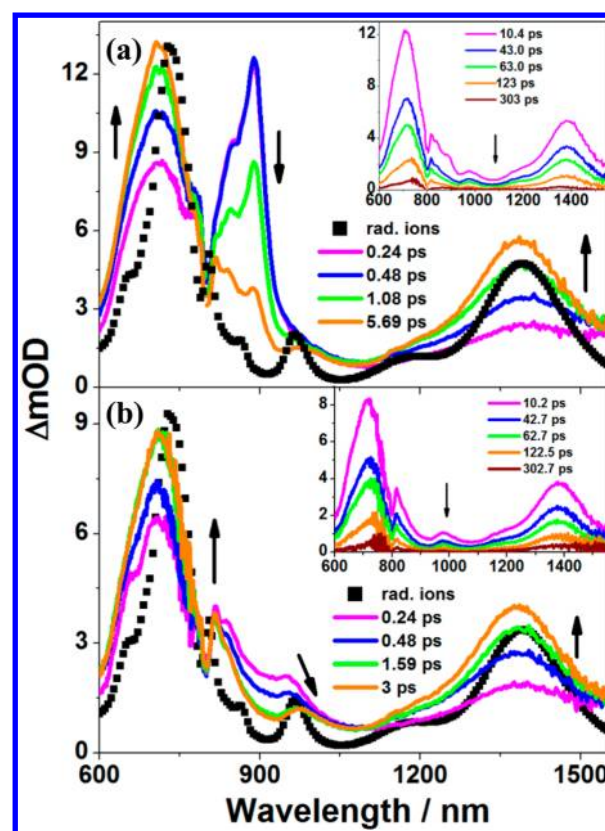 (a)
12
9
6
3
0
12
8
4
0
600 800 1000 1200 1400
10.4 ps
43.0 ps
63.0 ps
123 ps
303 ps
rad. ions
0.24 ps
0.48 ps
1.08 ps
5.69 ps
ΔmOD
(b)
9
6
3
0
8
6
4
2
0
600 800 1000 1200 1400
10.2 ps
42.7 ps
62.7 ps
122.5 ps
302.7 ps
rad. ions
0.24 ps
0.48 ps
1.59 ps
3 ps
600 900 1200 1500
Wavelength / nm